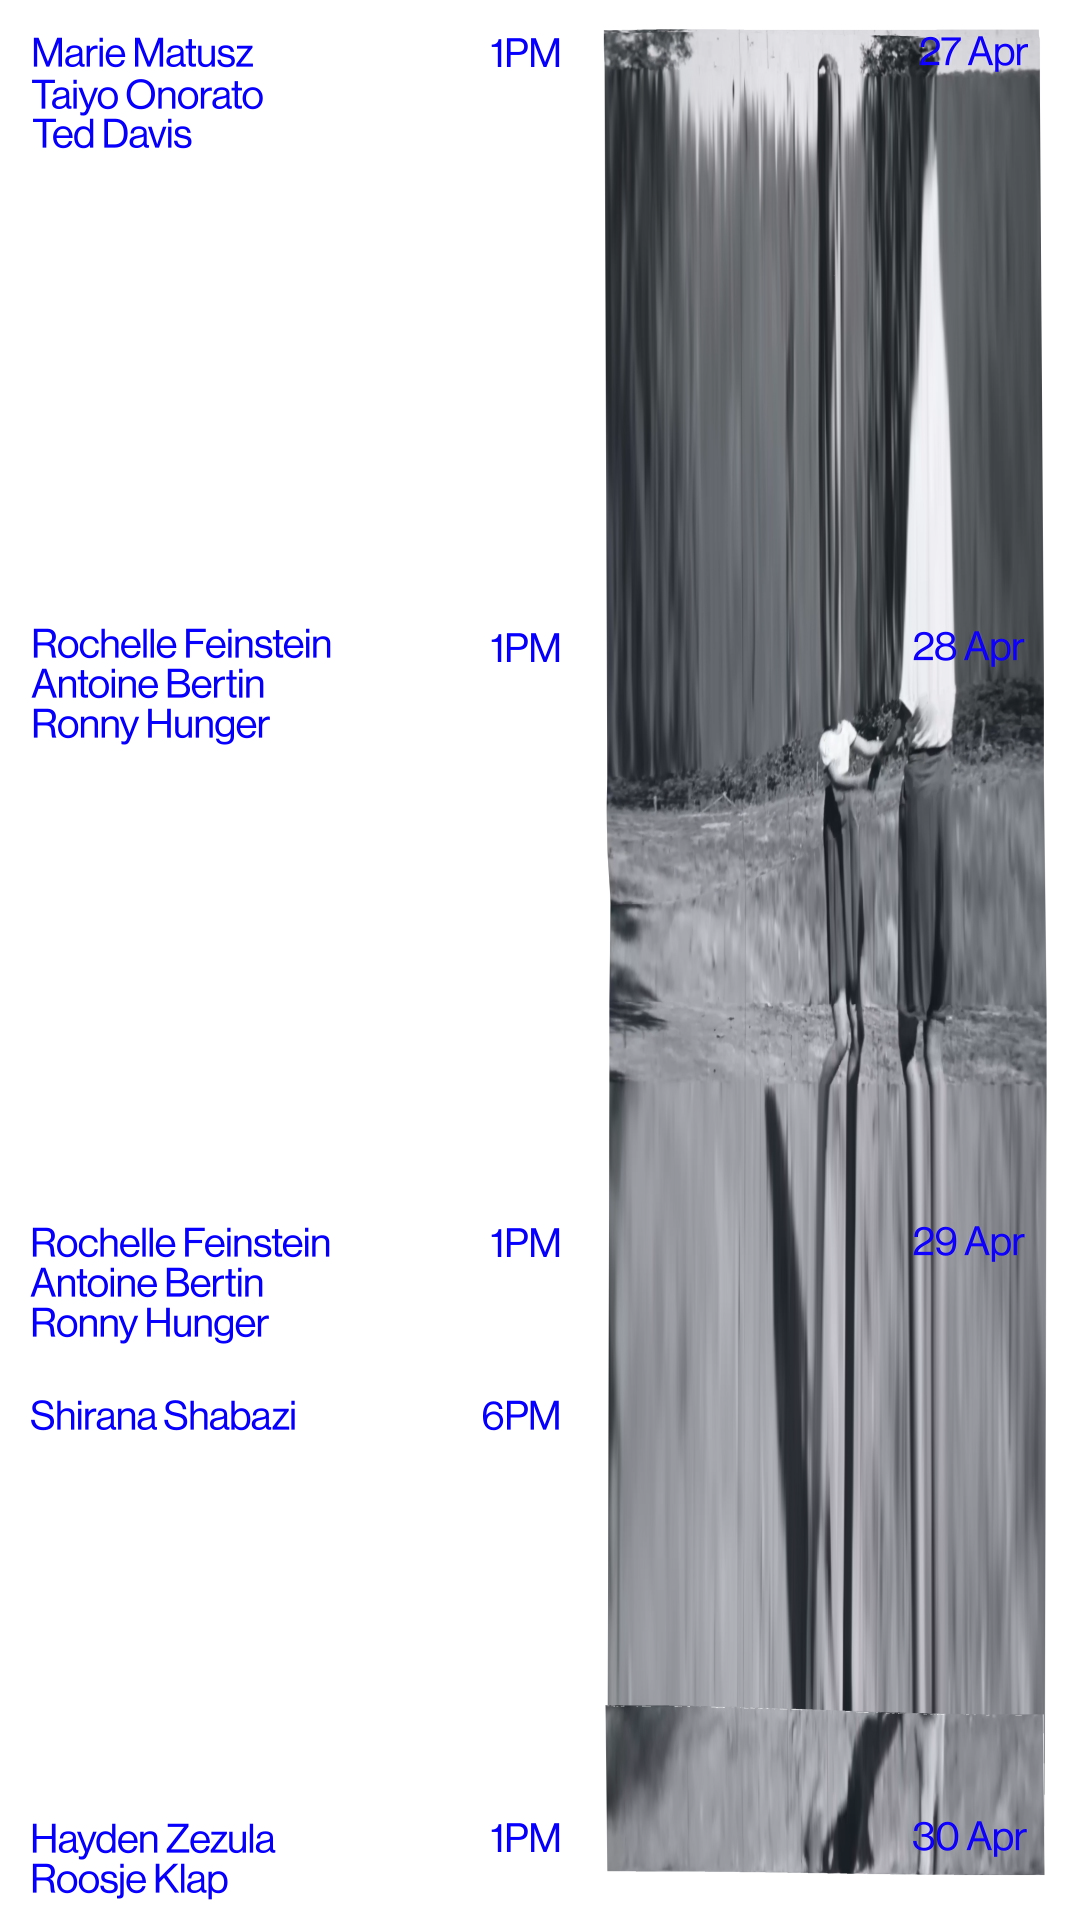 Marie Matusz 1PM 27 Apr
Taiyo Onorato
Ted Davis
Rochelle Feinstein 1PM 28 Apr
Antoine Bertin
Ronny Hunger
Rochelle Feinstein 1PM 29 Apr
Antoine Bertin
Ronny Hunger
Shirana Shabazi 6PM
Hayden Zezula 1PM 30 Apr
Roosje Klap